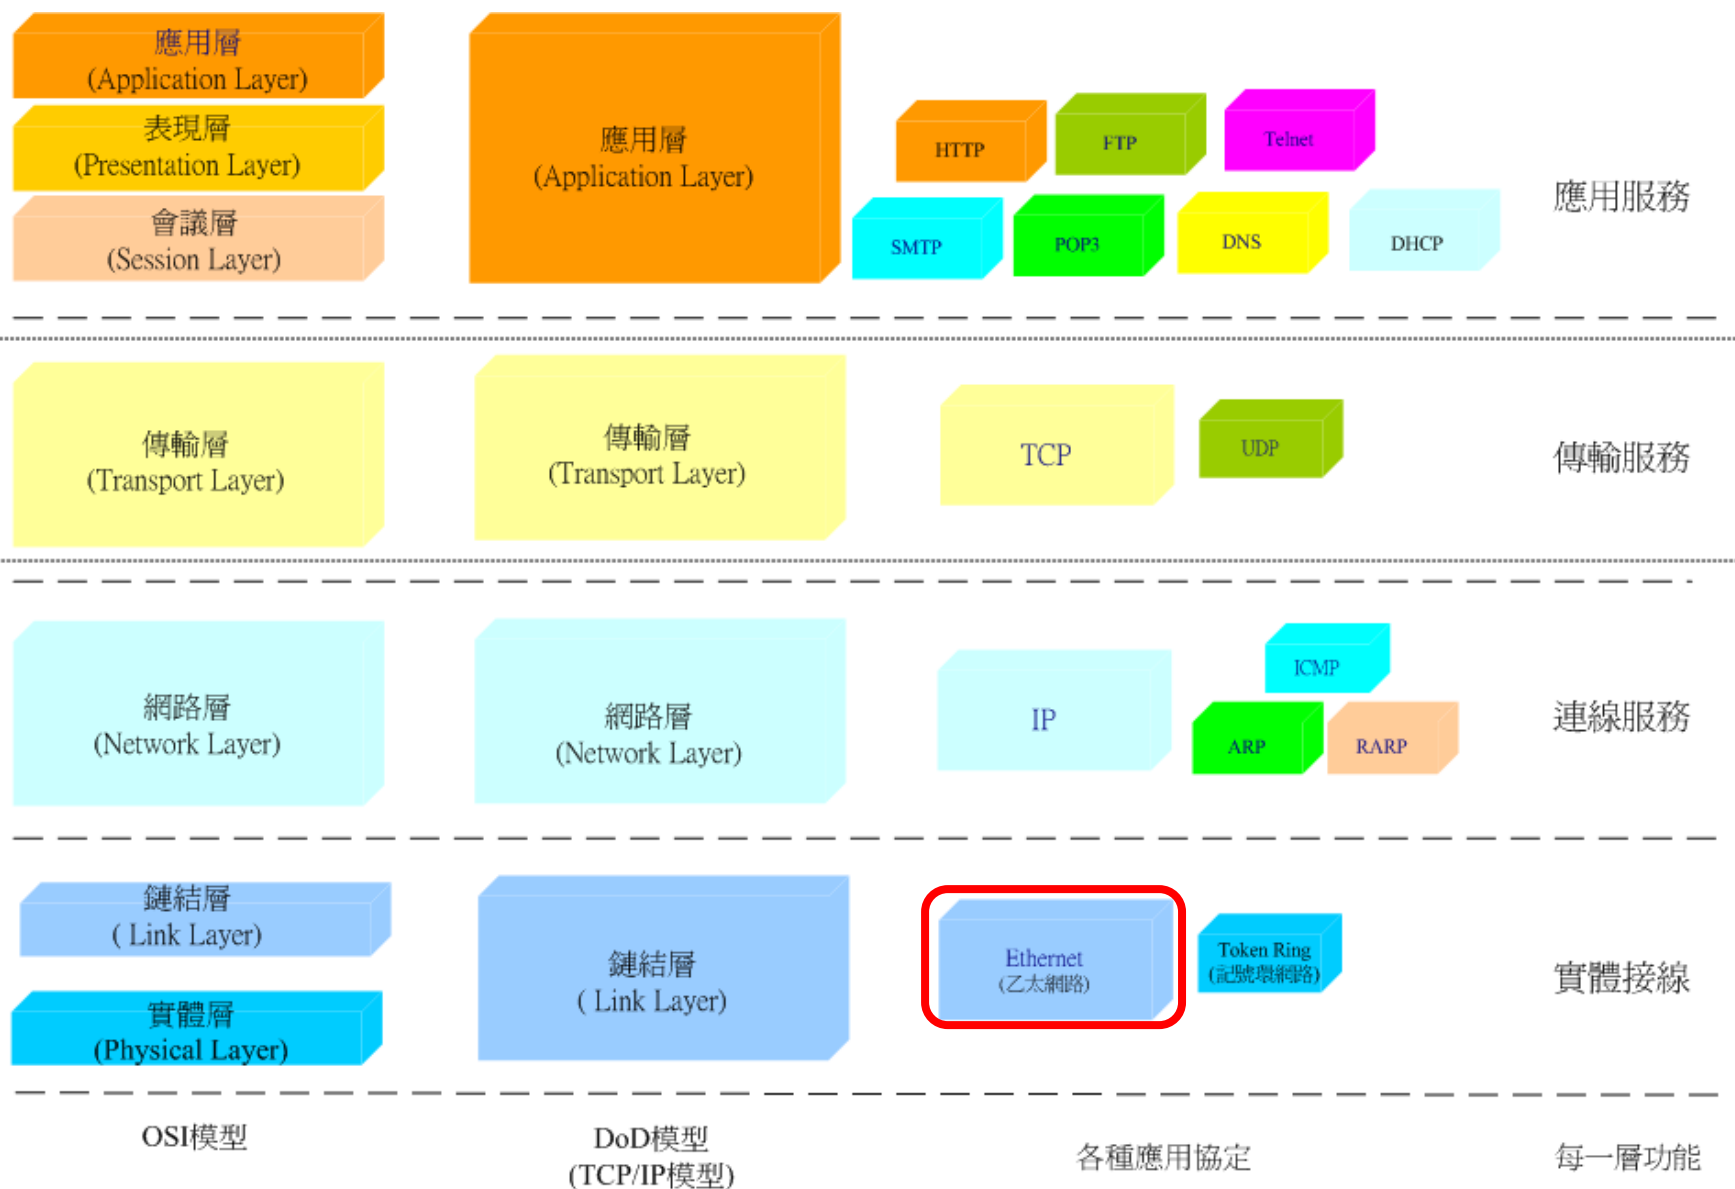 應用層
(Application Layer)
表現層
(Presentation Layer)
會議層
(Session Layer)
應用層
(Application Layer)
HTTP
FTP
Telnet
SMTP
POP3
DNS
DHCP
應用服務
傳輸層
(Transport Layer)
傳輸層
(Transport Layer)
TCP
UDP
傳輸服務
網路層
(Network Layer)
網路層
(Network Layer)
IP
ICMP
ARP
RARP
連線服務
鏈結層
( Link Layer)
實體層
(Physical Layer)
鏈結層
( Link Layer)
Ethernet
(乙太網路)
Token Ring
(記號環網路)
實體接線
OSI模型
DoD模型
(TCP/IP模型)
各種應用協定
每一層功能